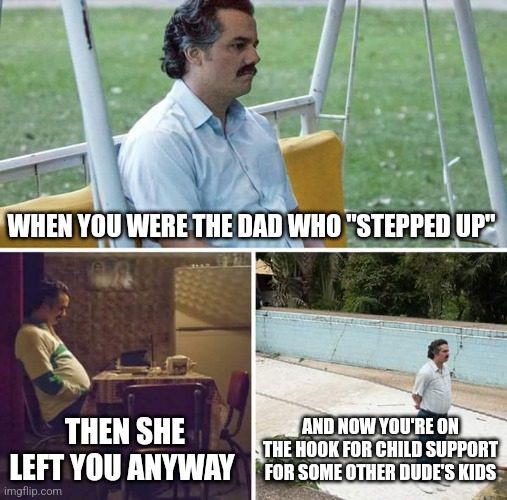 WHEN YOU WERE THE DAD WHO "STEPPED UP"
THEN SHE
LEFT YOU ANYWAY
AND NOW YOU'RE ON
THE HOOK FOR CHILD SUPPORT
FOR SOME OTHER DUDE'S KIDS
imgflip.com